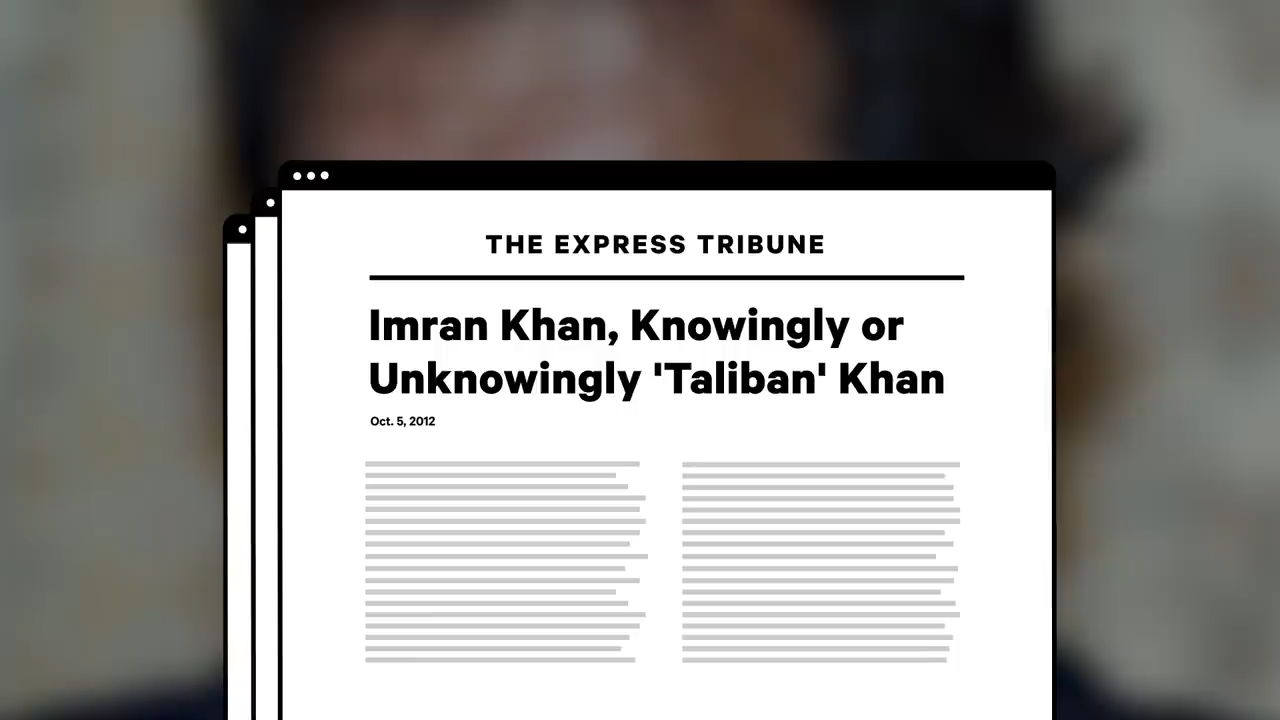 THE EXPRESS TRIBUNE
Imran Khan, Knowingly or
Unknowingly 'Taliban' Khan
Oct. 5, 2012